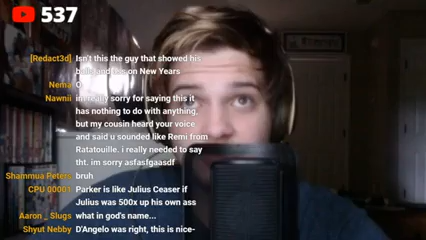 537
[Redact3d] Isn't this the guy that showed his
on New Years
Nema
Nawnii im really sorry for saying this it
has nothing to do with anything,
but my cousin heard your voice
and said u sounded like Remi from
Ratatouille. i really needed to say
tht. im sorry asfasfgaasdf
Shammua Peters bruh
CPU 00001 Parker is like Julius Ceaser if
Julius was 500x up his own ass
Aaron _ Slugs what in god's name...
Shyut Nebby D'Angelo was right, this is nice-